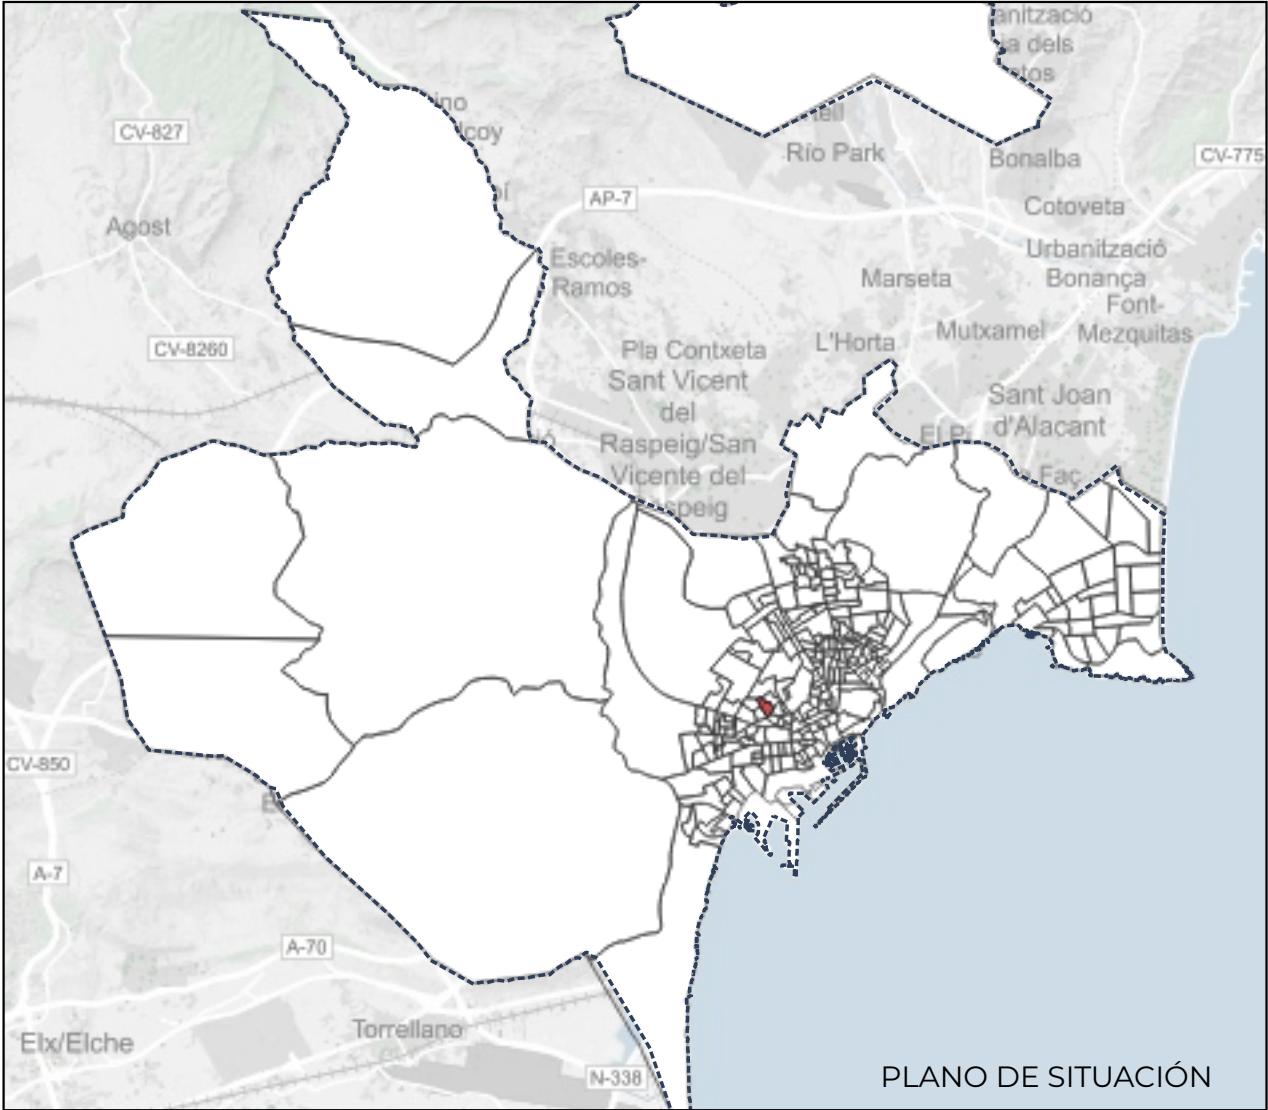 anització
dels
CV-827
Río Park
Bonalba
CV-775
AP-7
Cotoveta
Agost
Urbanització
Bonança
Escoles-
Ramos
Marseta
Font-
Mezquitas
CV-8260
L'Horta
Mutxamel
Pla Contxeta
Sant Vicent
del
Raspeig/San
Vicente del
speig
Sant Joan
d'Alacant
Faç
CV-850
A-7
A-70
Elx/Elche
Torrellano
N-338
PLANO DE SITUACIÓN